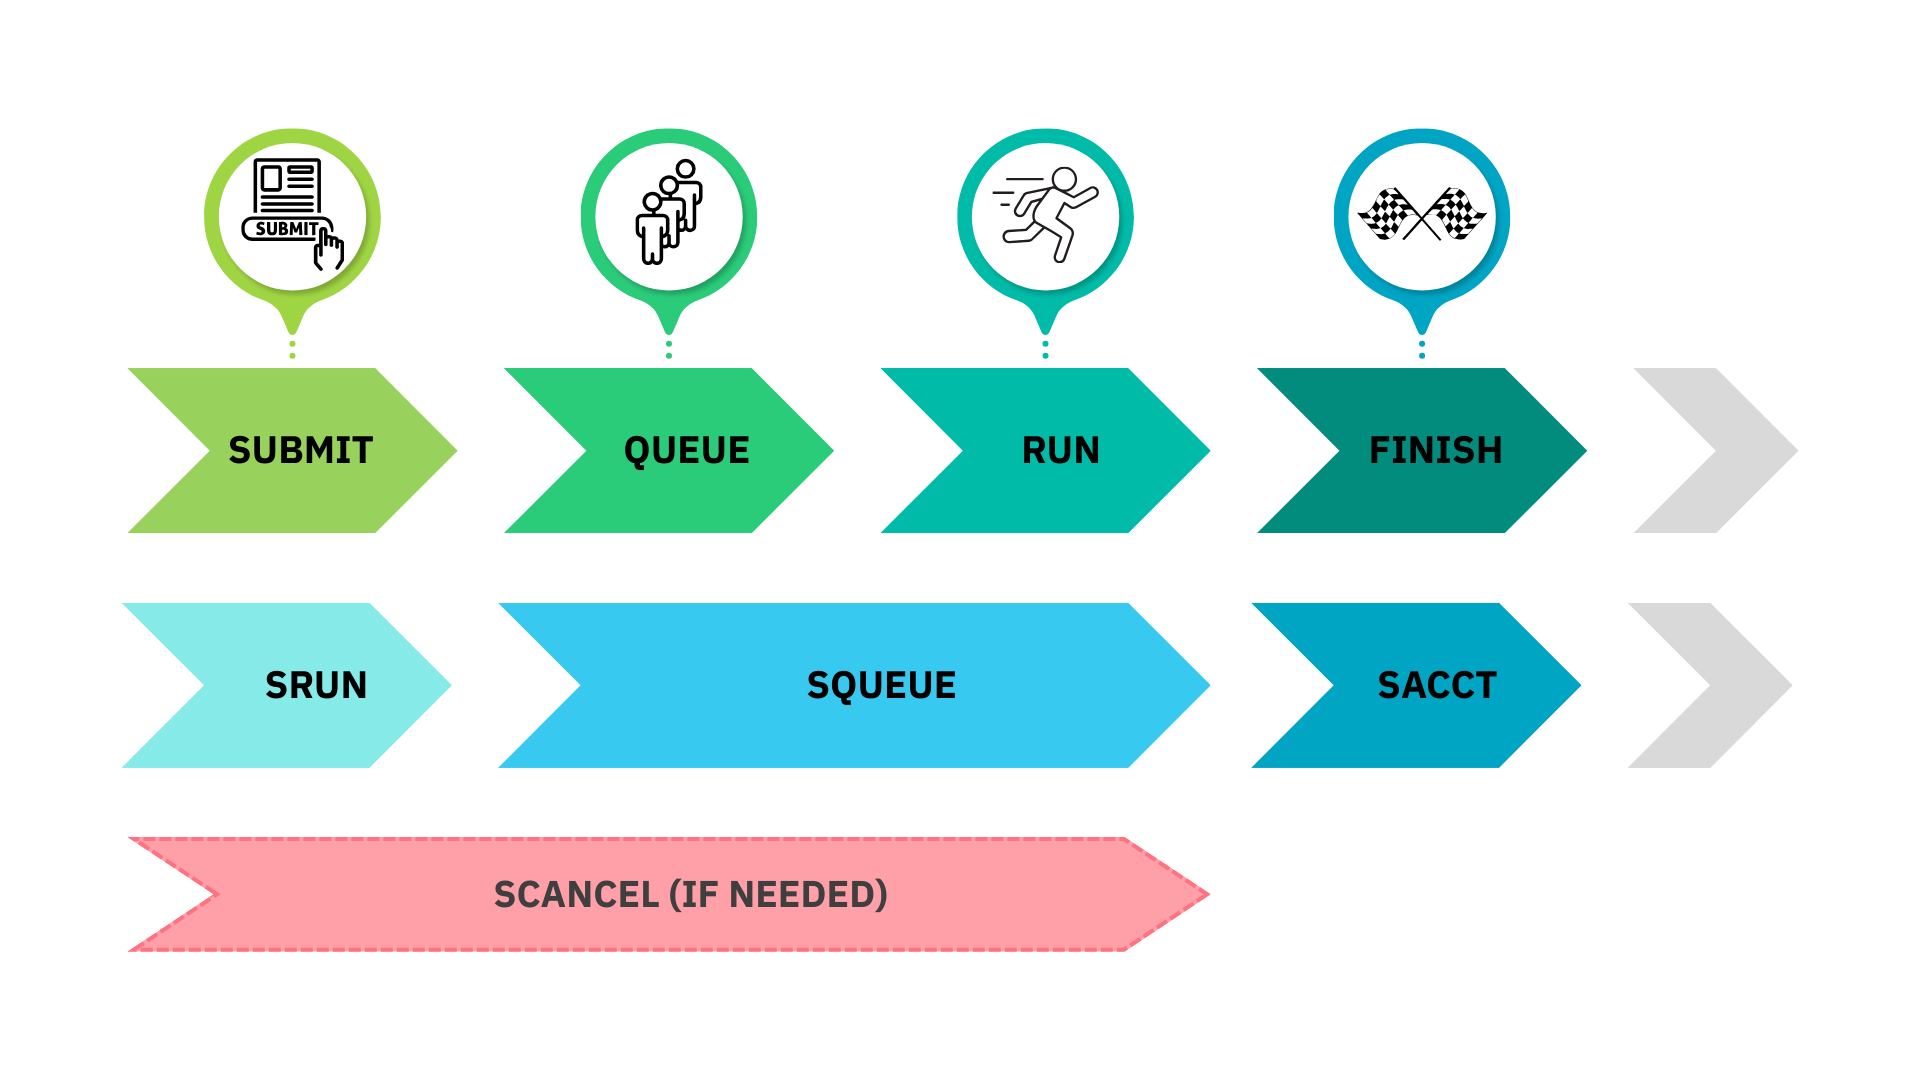 SUBMIT
SUBMIT
QUEUE
RUN
FINISH
SRUN
SQUEUE
SACCT
SCANCEL (IF NEEDED)